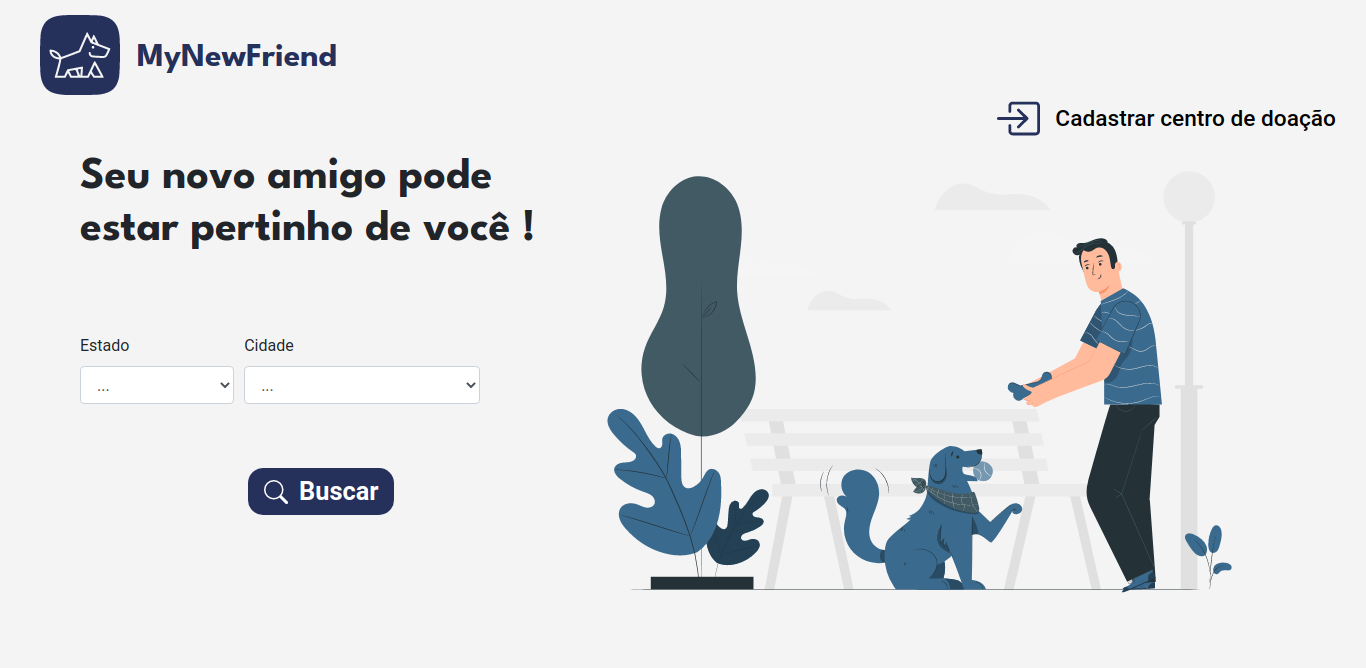 MyNewFriend
Cadastrar centro de doação
Seu novo amigo pode
estar pertinho de você !
Estado
Cidade
...
...
Buscar